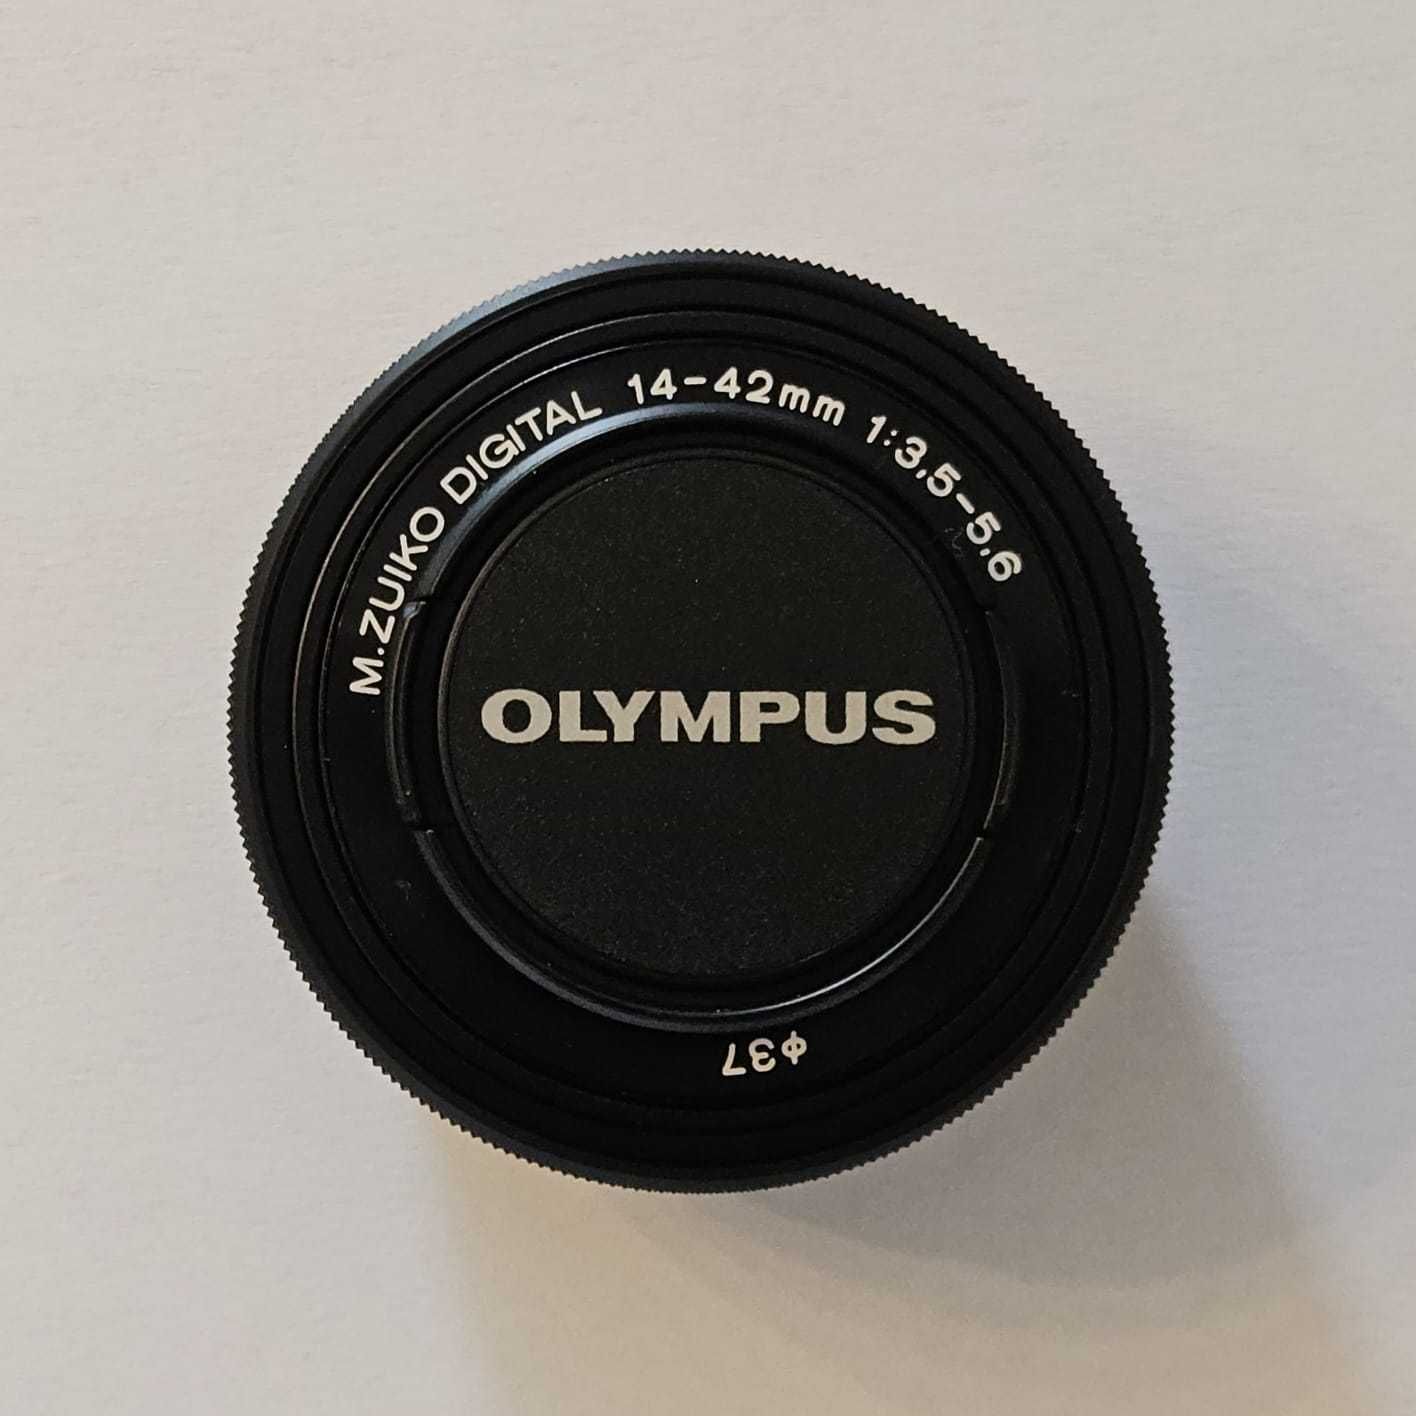 M.ZUIKO DIGITAL 14-42mm 1:3,5-5,6
OLYMPUS
ϕ37